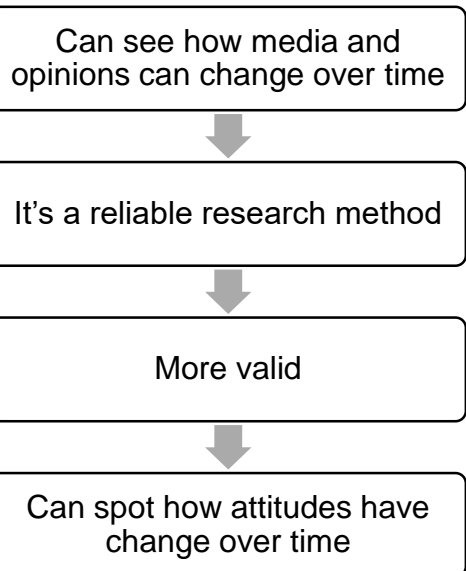 Can see how media and
opinions can change over time
It's a reliable research method
More valid
Can spot how attitudes have
change over time